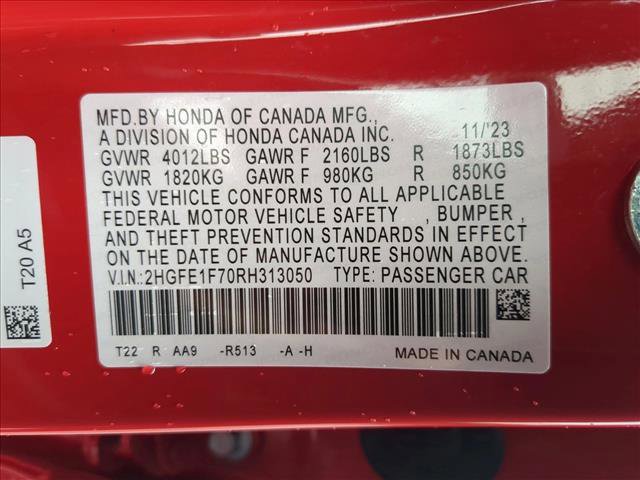 MFD.BY HONDA OF CANADA MFG.,
A DIVISION OF HONDA CANADA INC. 11/'23
GVWR 4012LBS GAWR F 2160LBS R 1873LBS
GVWR 1820KG GAWR F 980KG R 850KG
THIS VEHICLE CONFORMS TO ALL APPLICABLE
FEDERAL MOTOR VEHICLE SAFETY , BUMPER ,
AND THEFT PREVENTION STANDARDS IN EFFECT
ON THE DATE OF MANUFACTURE SHOWN ABOVE.
V.I.N.:2HGFE1F70RH313050 TYPE: PASSENGER CAR
T22 R AA9 -R513 -A -H MADE IN CANADA
T20 A5